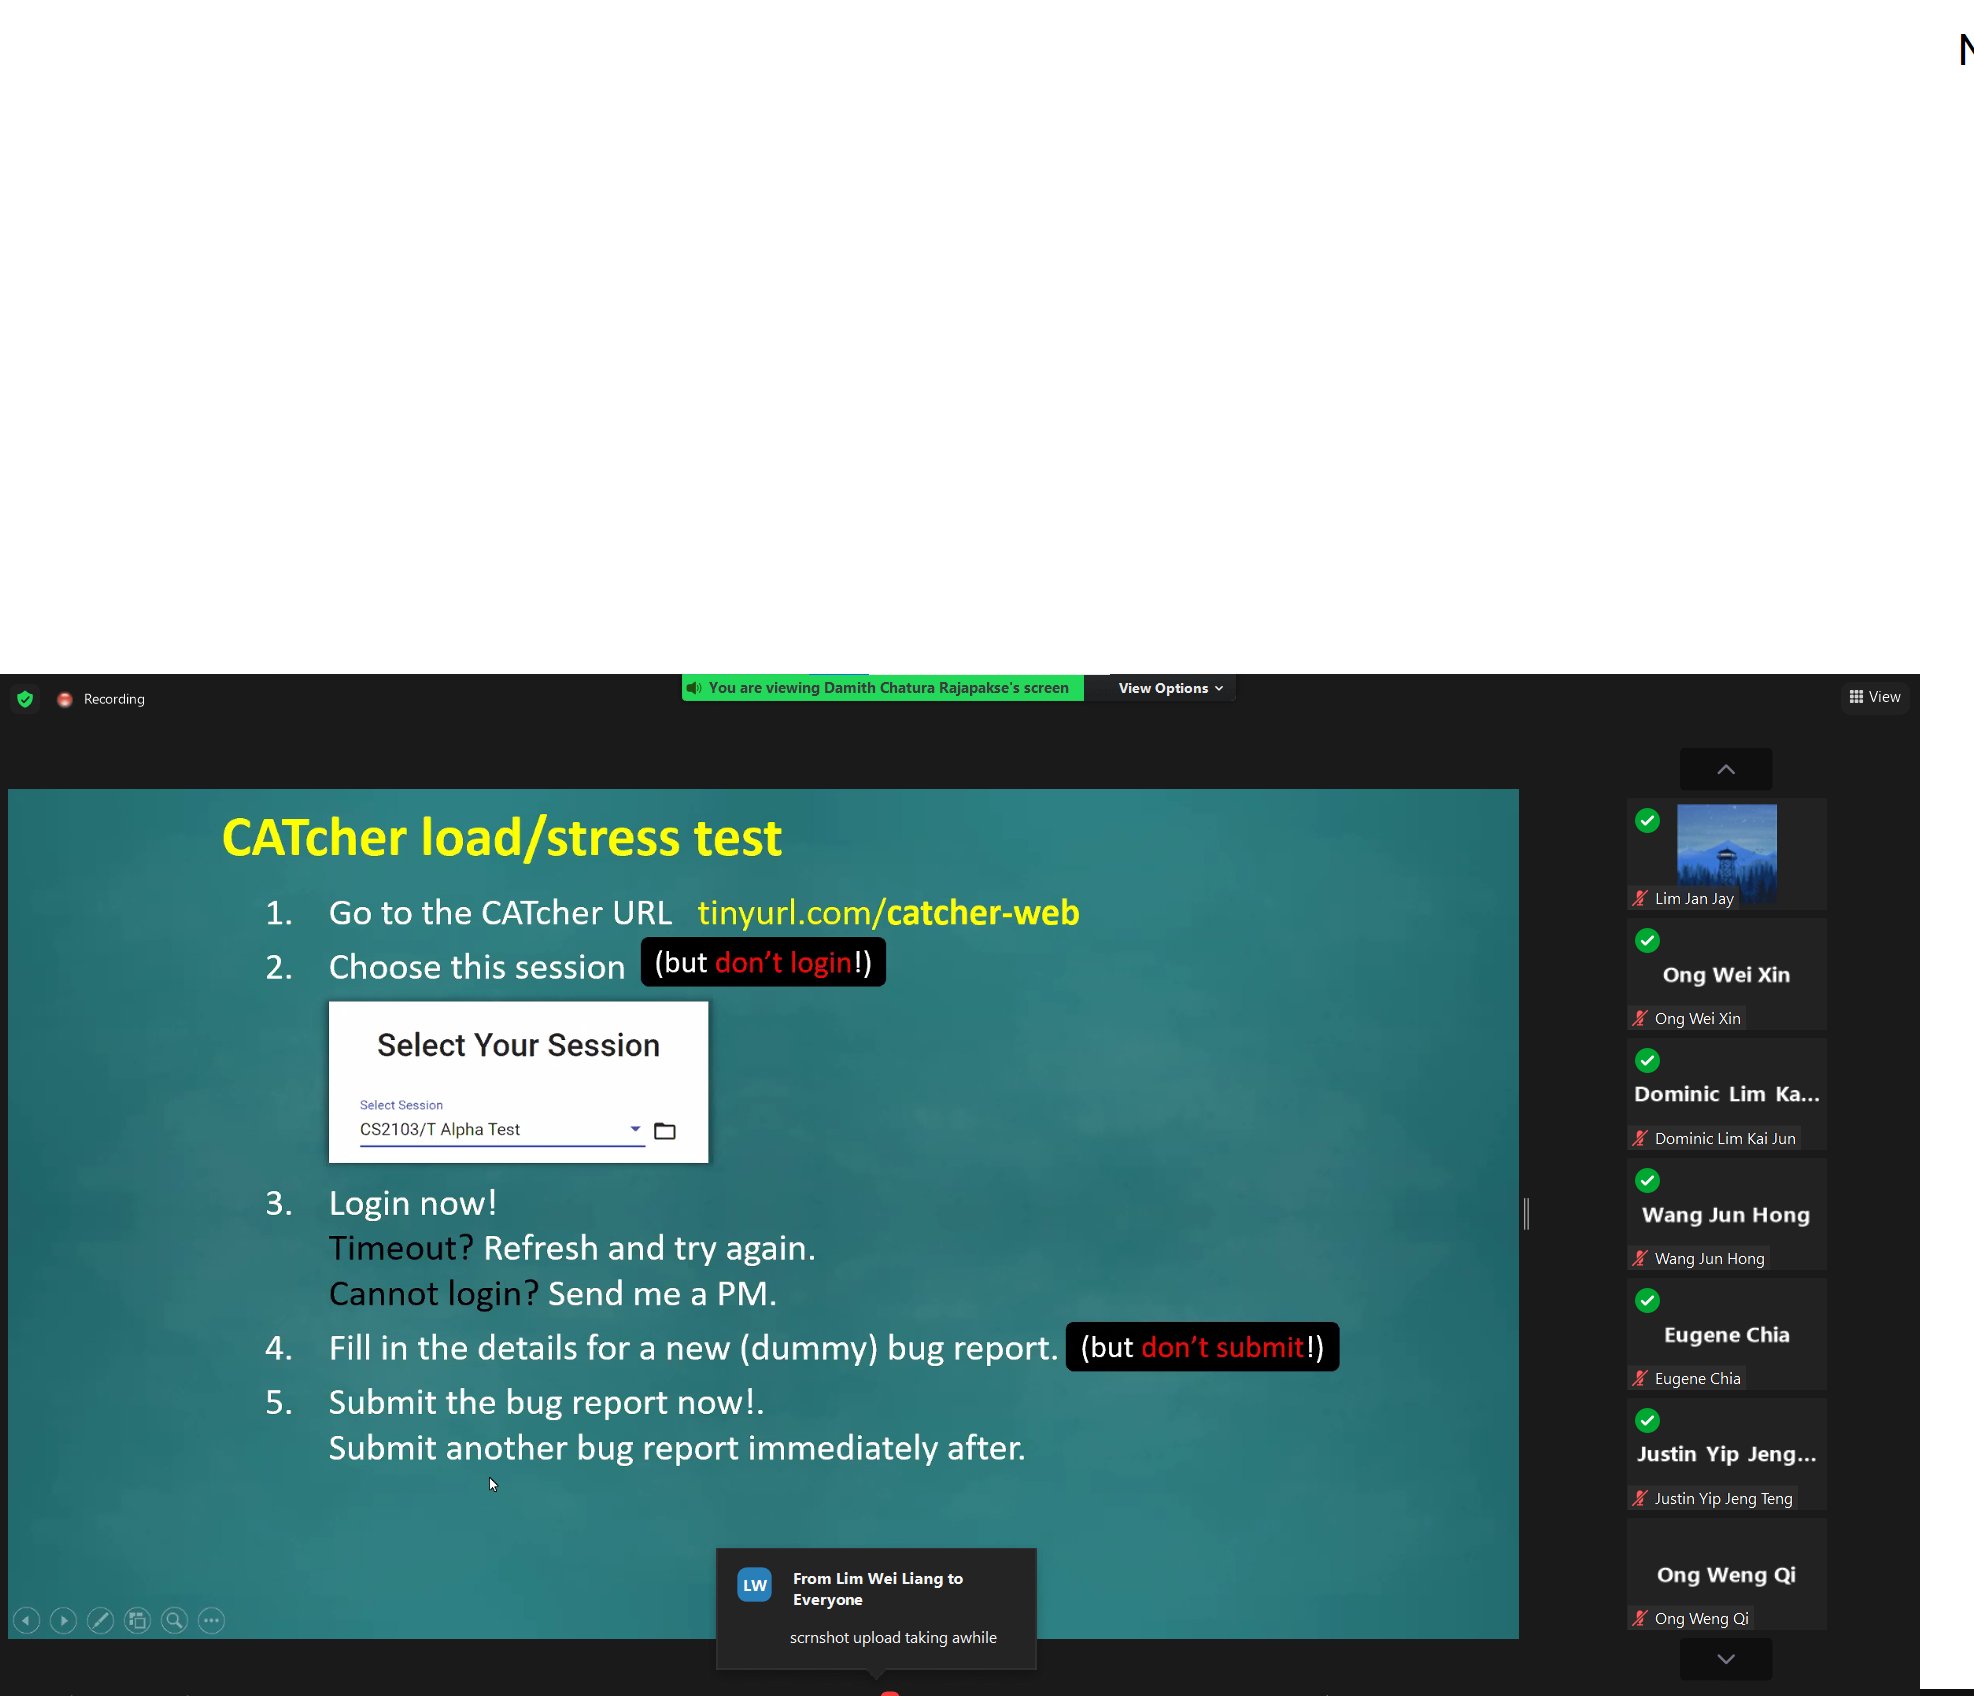 N
Recording
You are viewing Damith Chatura Rajapakse's screen
View Options
View
CATcher load/stress test
1. Go to the CATcher URL tinyurl.com/catcher-web
2. Choose this session (but don't login!)
Select Your Session
Select Session
CS2103/T Alpha Test
3. Login now!
Timeout? Refresh and try again.
Cannot login? Send me a PM.
4. Fill in the details for a new (dummy) bug report. (but don't submit!)
5. Submit the bug report now!.
Submit another bug report immediately after.
LW
From Lim Wei Liang to
Everyone
scrnshot upload taking awhile
Lim Jan Jay
Ong Wei Xin
Ong Wei Xin
Dominic Lim Ka...
Dominic Lim Kai Jun
Wang Jun Hong
Wang Jun Hong
Eugene Chia
Eugene Chia
Justin Yip Jeng...
Justin Yip Jeng Teng
Ong Weng Qi
Ong Weng Qi